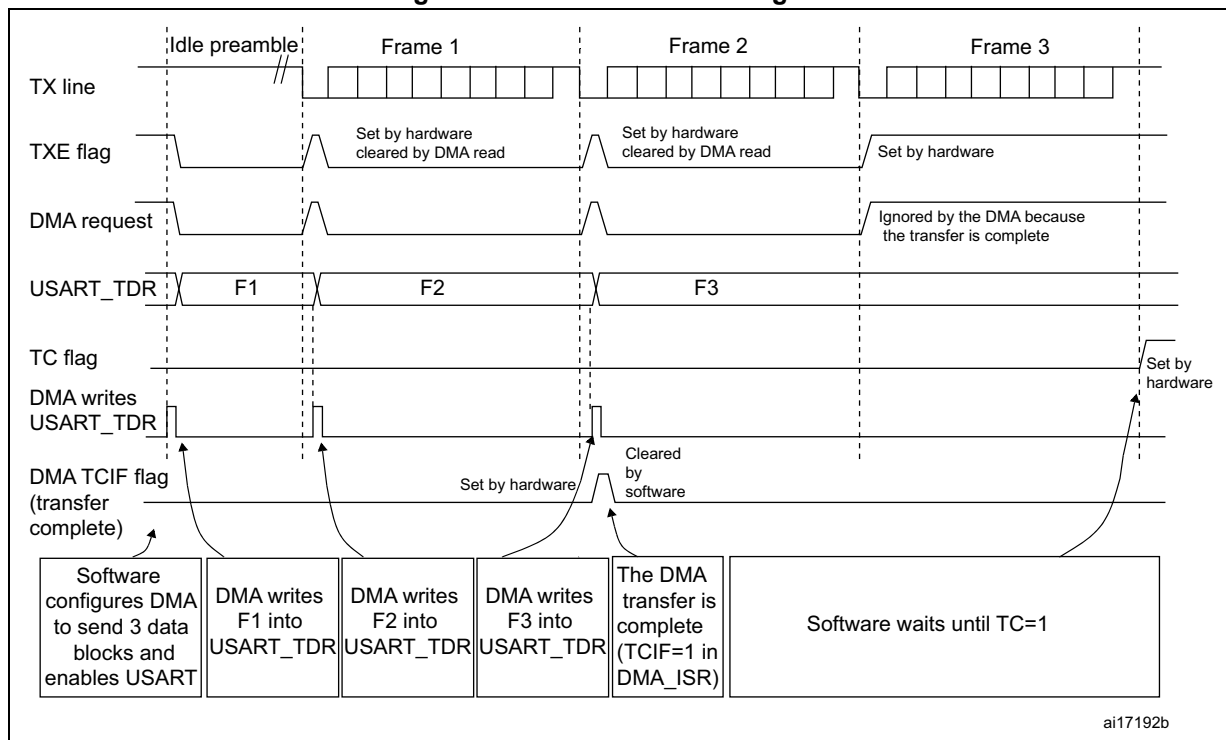 Idle preamble
Frame 1
Frame 2
Frame 3
TX line
TXE flag
Set by hardware
cleared by DMA read
Set by hardware
cleared by DMA read
Set by hardware
DMA request
Ignored by the DMA because
the transfer is complete
USART_TDR
F1
F2
F3
TC flag
Set by
hardware
DMA writes
USART_TDR
DMA TCIF flag
(transfer
complete)
Set by hardware
Cleared
by
software
Software
configures DMA
to send 3 data
blocks and
enables USART
DMA writes
F1 into
USART_TDR
DMA writes
F2 into
USART_TDR
DMA writes
F3 into
USART_TDR
The DMA
transfer is
complete
(TCIF=1 in
DMA_ISR)
Software waits until TC=1
ai17192b